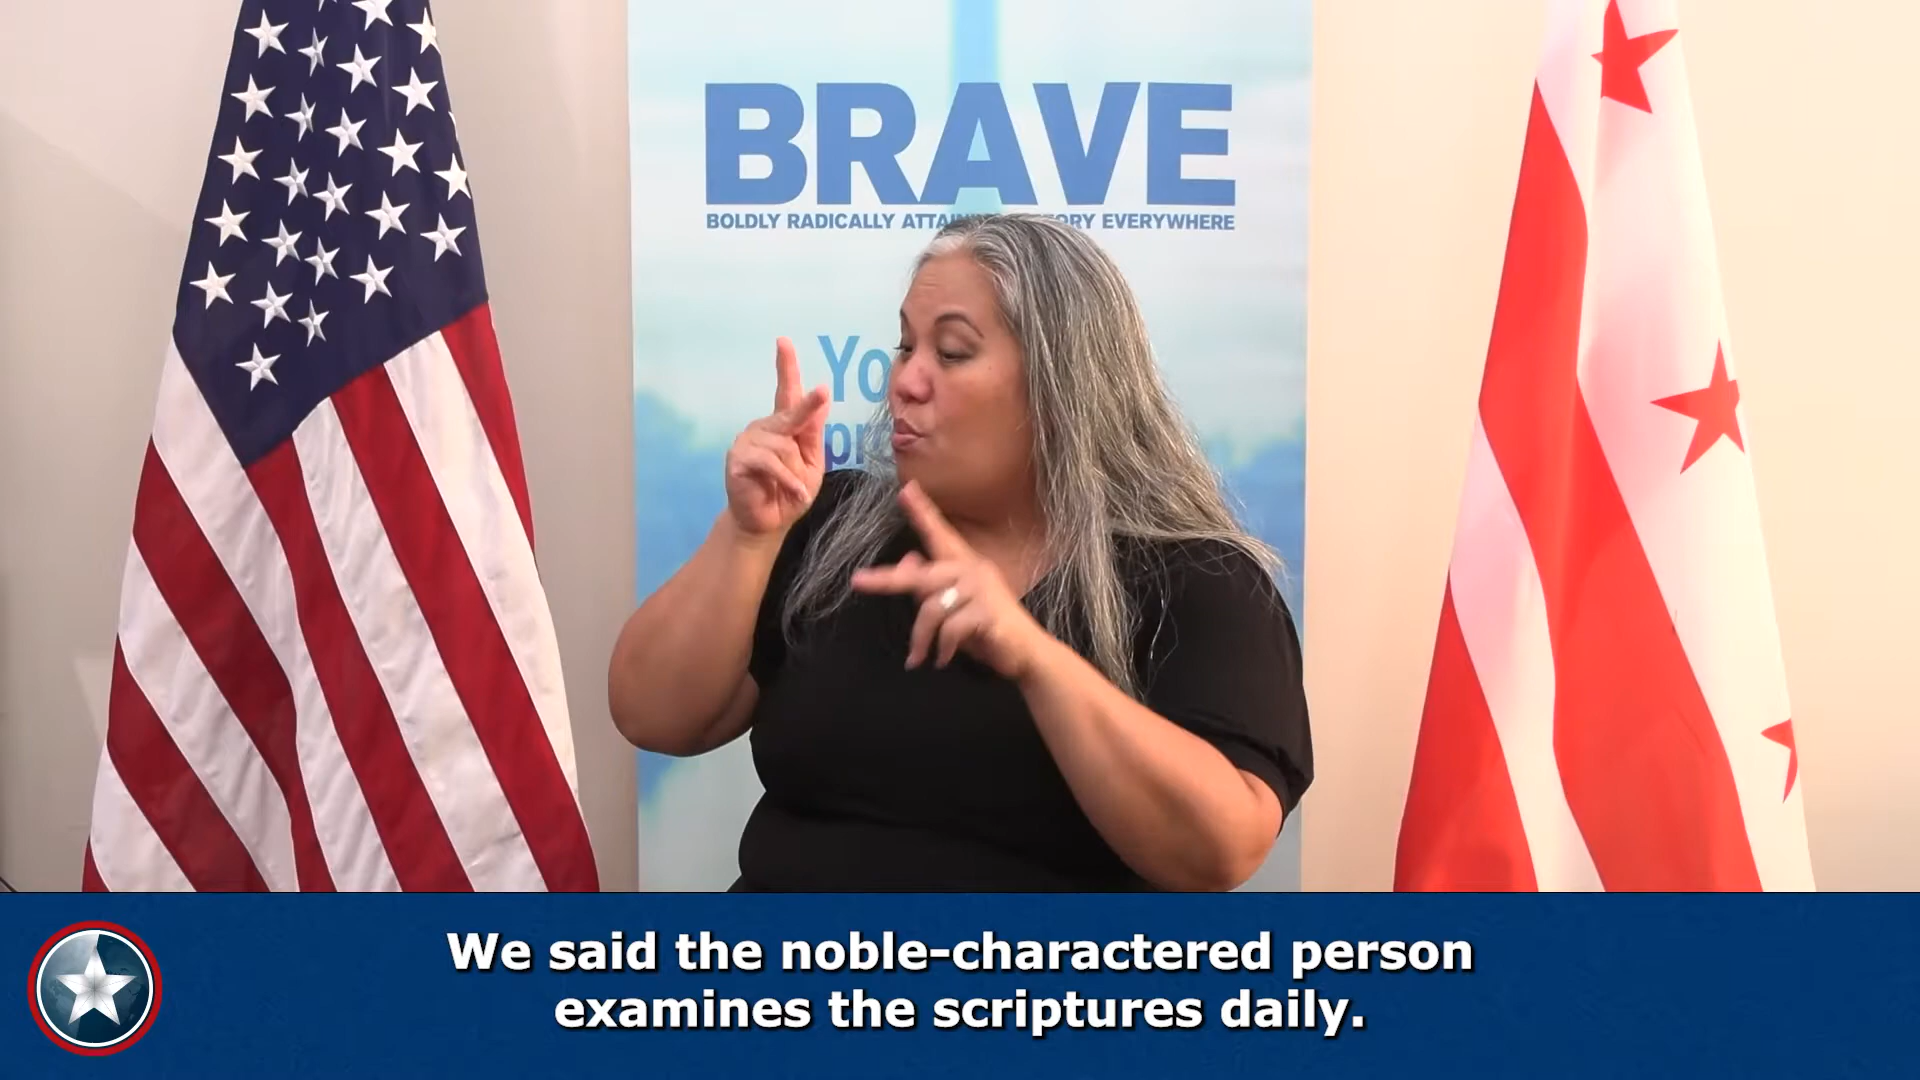 BRAVE
BOLDLY RADICALLY EVERYWHERE
We said the noble-charactered person
examines the scriptures daily.